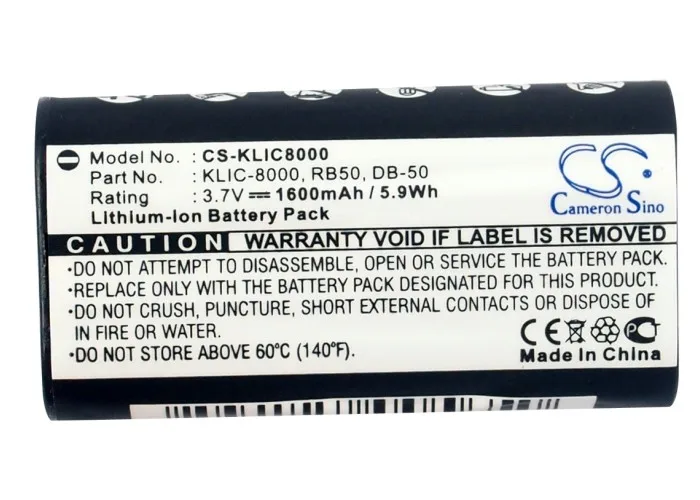 Model No. : CS-KLIC8000
Part No. : KLIC-8000, RB50, DB-50
Rating : 3.7V⎓1600mAh / 5.9Wh
Lithium-Ion Battery Pack
CS
Cameron Sino
CAUTION WARRANTY VOID IF LABEL IS REMOVED
•DO NOT ATTEMPT TO DISASSEMBLE, OPEN OR SERVICE THE BATTERY PACK.
•REPLACE ONLY WITH THE BATTERY PACK SPECIFIED FOR THIS PRODUCT.
•DO NOT CRUSH, PUNCTURE, SHORT EXTERNAL CONTACTS OR DISPOSE OF
IN FIRE OR WATER.
•DO NOT STORE ABOVE 60°C (140°F).
CE
Made In China